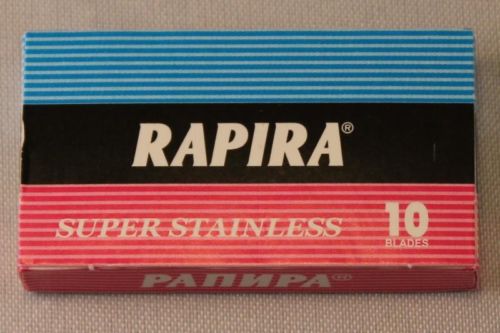 RAPIRA®
SUPER STAINLESS 10
BLADES
РАПИРА®